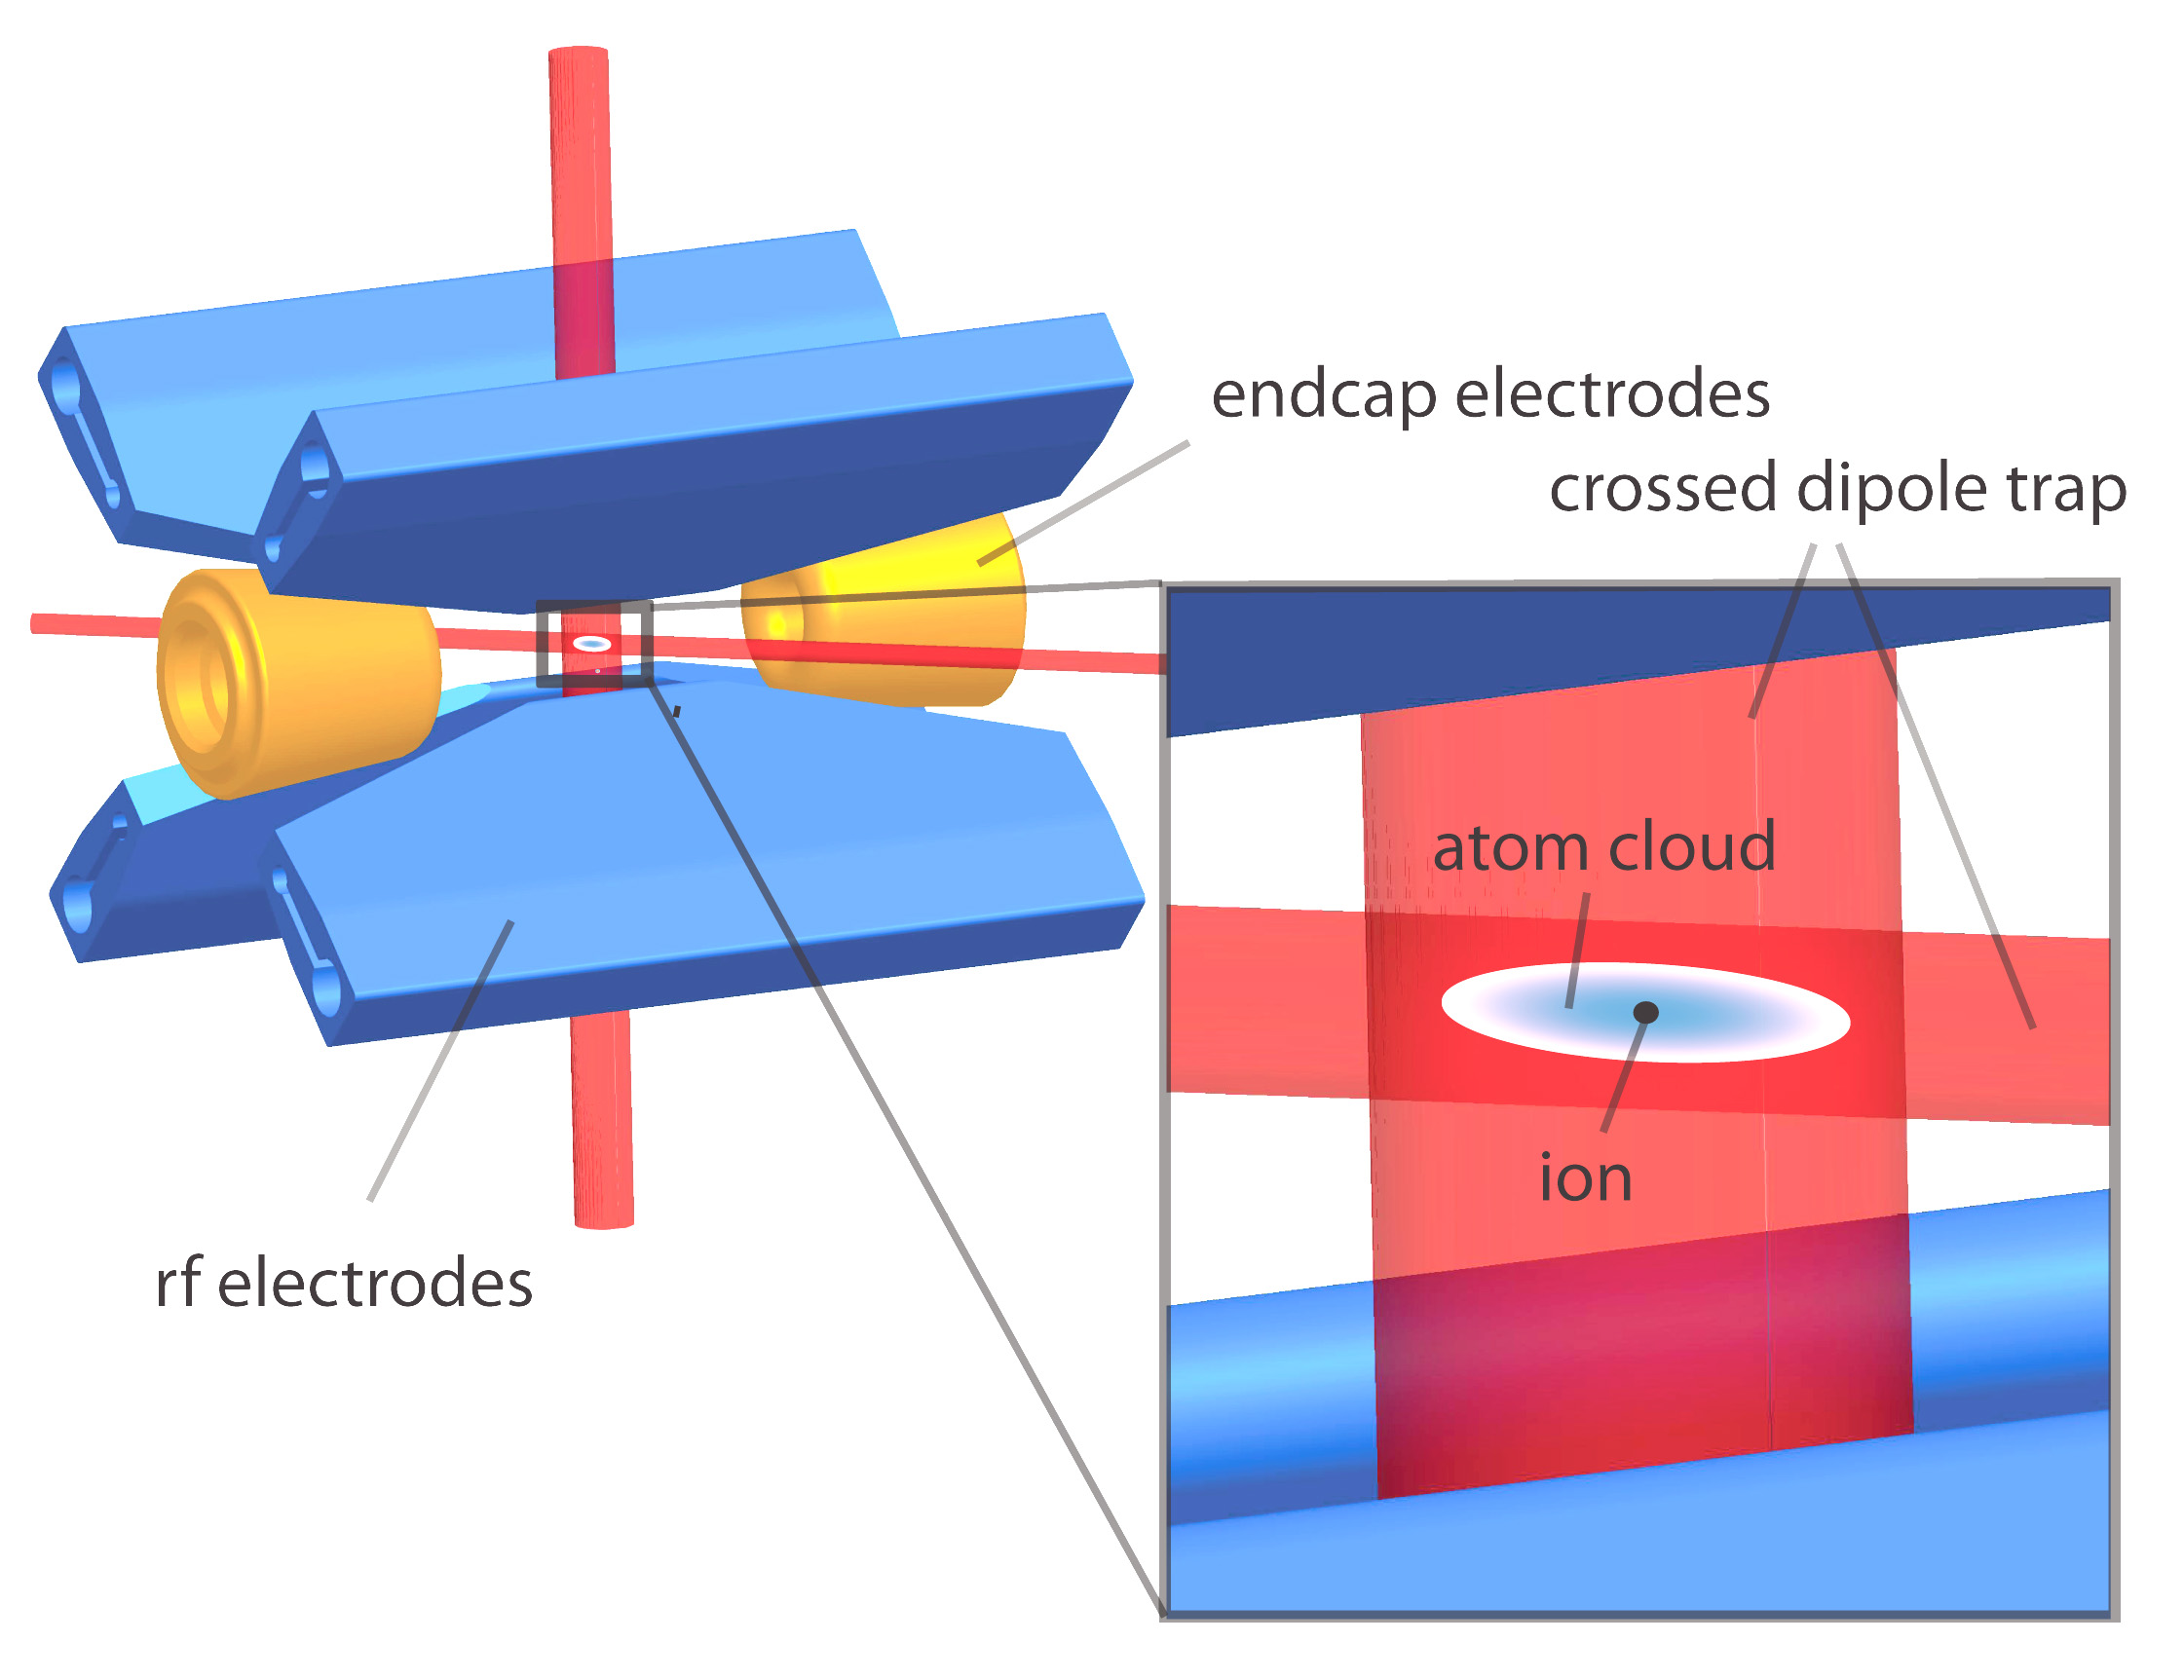 endcap electrodes
crossed dipole trap
atom cloud
ion
rf electrodes